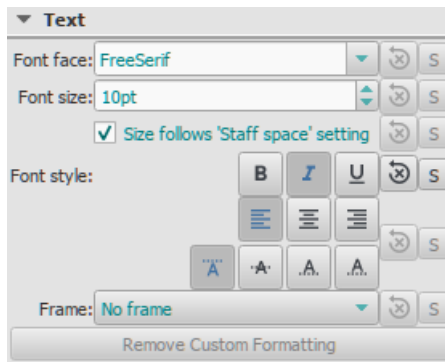 Text
Font face: FreeSerif S
Font size: 10pt S
Size follows 'Staff space' setting S
Font style: B I U S
S
A A A A
Frame: No frame S
Remove Custom Formatting